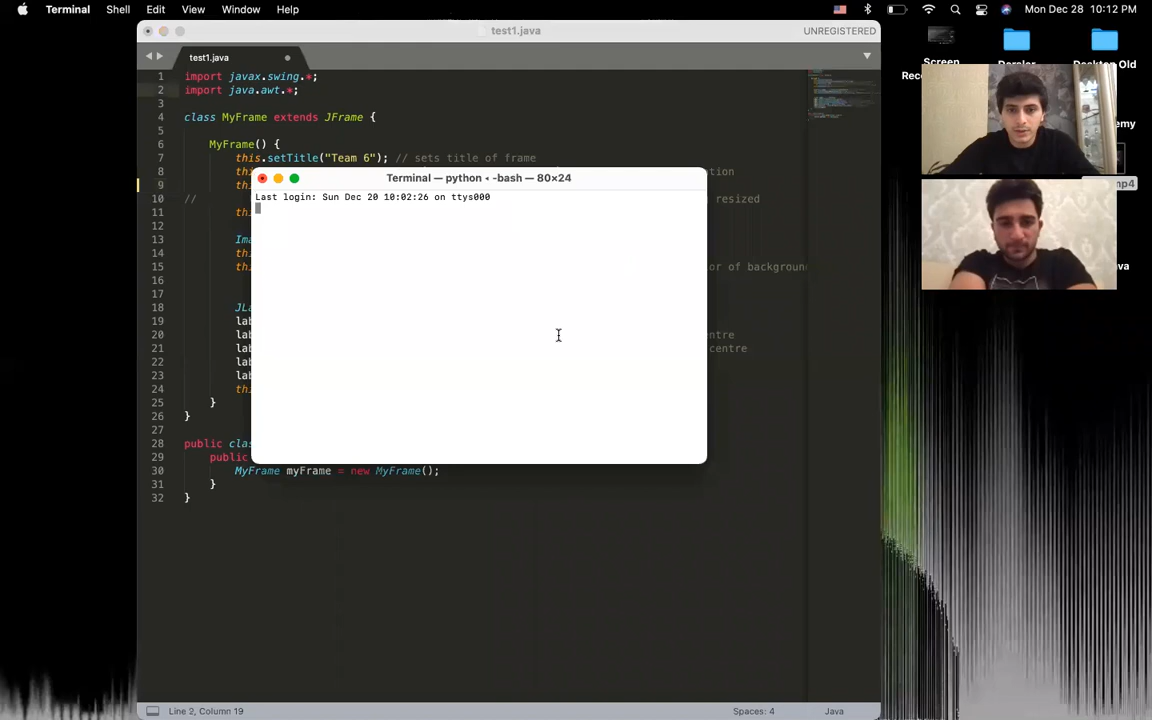 Terminal Shell Edit View Window Help Mon Dec 28 10:12 PM
test1.java UNREGISTERED
test1.java
1 import javax.swing.*;
2 import java.awt.*;
3
4 class MyFrame extends JFrame {
5
6 MyFrame() {
7 this.setTitle("Team 6"); // sets title of frame
8 thi
9 thi
10 // ng resized
11 thi
12
13 Ima
14 thi
15 thi or of background
16
17
18 JLa
19 lab
20 lab entre
21 lab centre
22 lab
23 lab
24 thi
25 }
26 }
27
28 public clas
29 public
30 MyFrame myFrame = new MyFrame();
31 }
32 }
Terminal — python ◂ -bash — 80×24
Last login: Sun Dec 20 10:02:26 on ttys000
Screen
Desktop Old
emy
mp4
Line 2, Column 19 Spaces: 4 Java